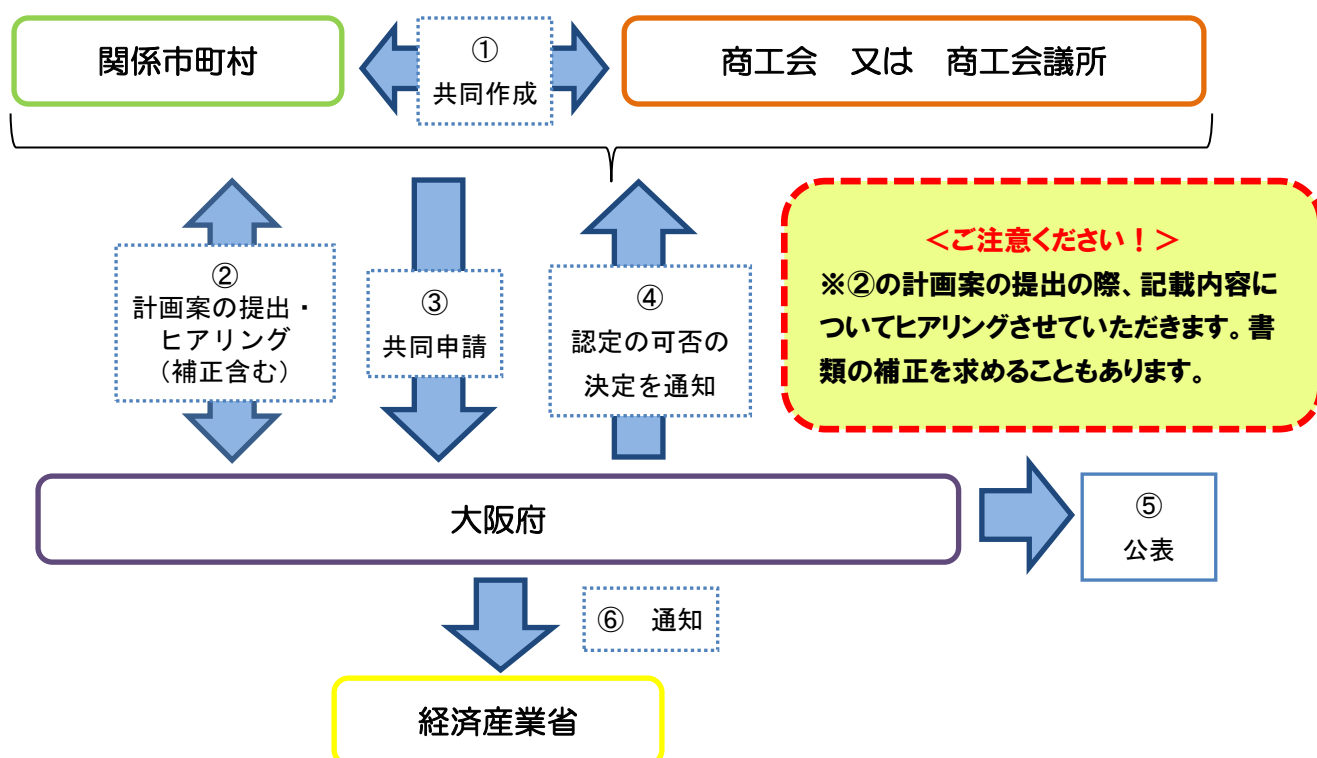 関係市町村
①
共同作成
商工会　又は　商工会議所
②
計画案の提出・
ヒアリング
（補正含む）
③
共同申請
④
認定の可否の
決定を通知
＜ご注意ください！＞
※②の計画案の提出の際、記載内容に
ついてヒアリングさせていただきます。書
類の補正を求めることもあります。
大阪府
⑤
公表
⑥　通知
経済産業省